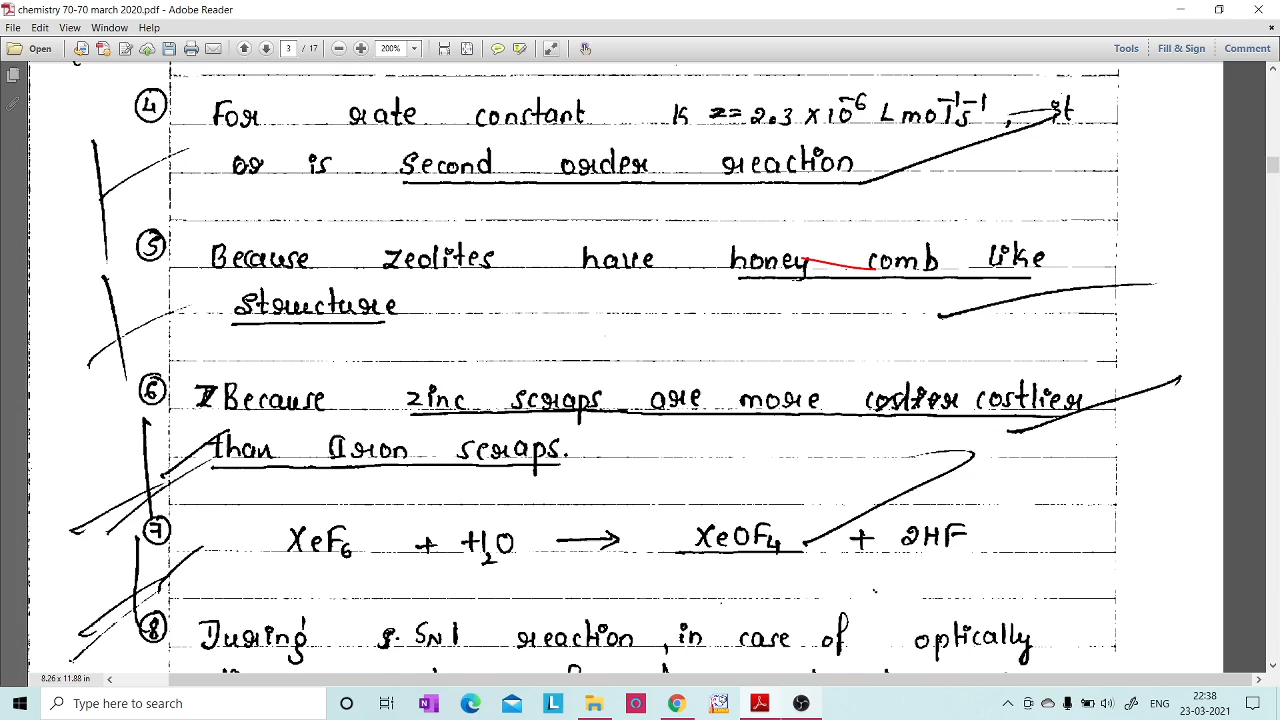 chemistry 70-70 march 2020.pdf - Adobe Reader
File Edit View Window Help
Open 3 / 17 200% Tools Fill & Sign Comment
4 For rate constant K = 2.3 × 10⁻⁶ L mol⁻¹ s⁻¹, it
or is second order reaction
5 Because zeolites have honey comb like
structure
6 Because zinc scraps are more costlier costlier
than Iron scraps.
7 XeF₆ + H₂O → XeOF₄ + 2HF
8 During SN1 reaction, in case of optically
8.26 x 11.88 in
Type here to search
ENG
22:38
23-03-2021